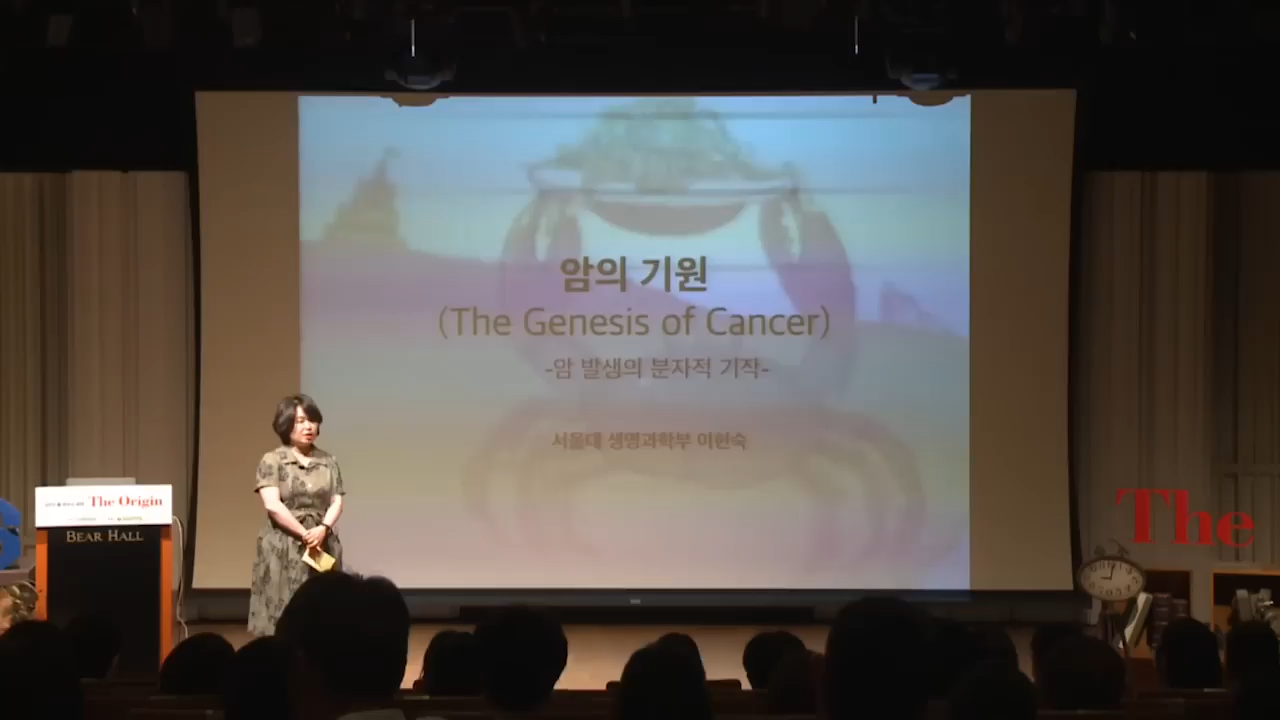 암의 기원
(The Genesis of Cancer)
-암 발생의 분자적 기작-
서울대 생명과학부 이현숙
The Origin
BEAR HALL
The
S